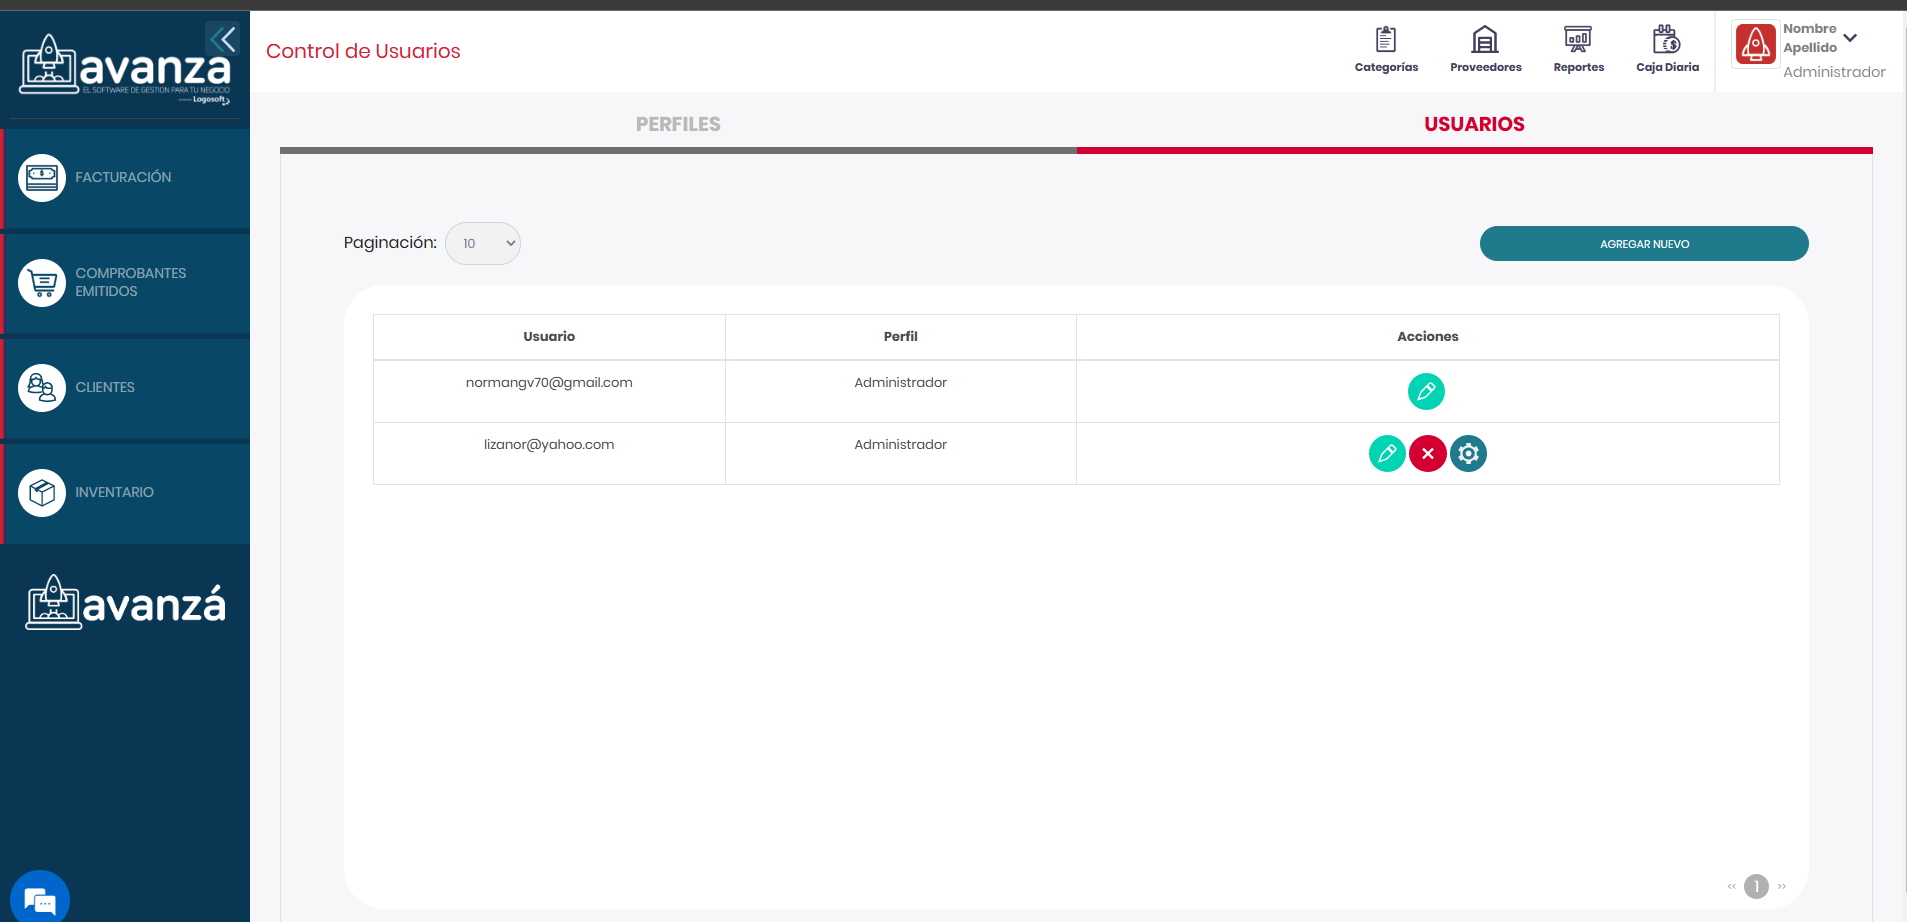 avanza
EL SOFTWARE DE GESTION PARA TU NEGOCIO
Logosoft
Control de Usuarios
Categorías
Proveedores
Reportes
Caja Diaria
Nombre
Apellido
Administrador
FACTURACIÓN
COMPROBANTES
EMITIDOS
CLIENTES
INVENTARIO
avanzá
PERFILES
USUARIOS
Paginación: 10
AGREGAR NUEVO
Usuario Perfil Acciones
normangv70@gmail.com Administrador
lizanor@yahoo.com Administrador
« 1 »